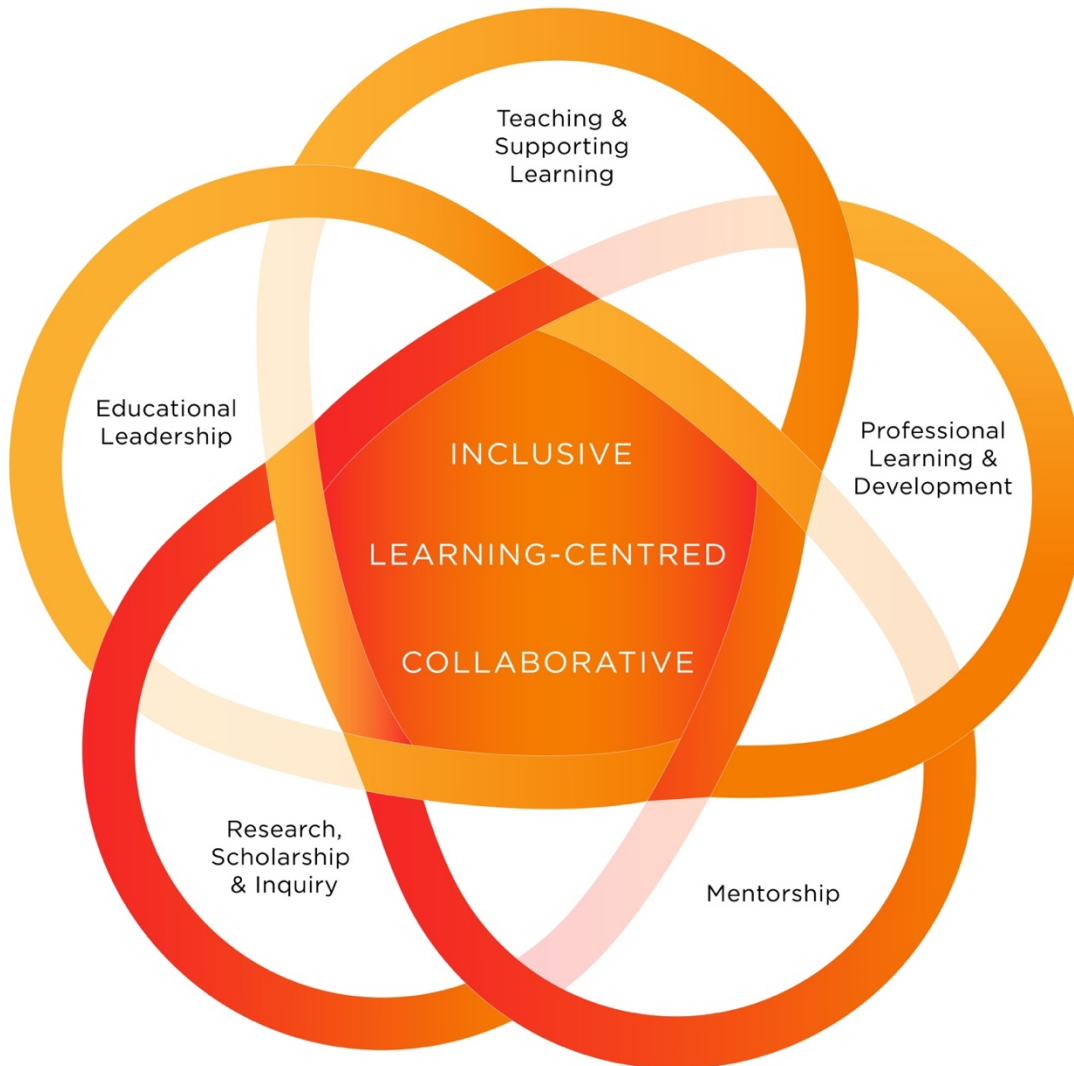 Teaching &
Supporting
Learning
Educational
Leadership
Professional
Learning &
Development
INCLUSIVE
LEARNING-CENTRED
COLLABORATIVE
Research,
Scholarship
& Inquiry
Mentorship